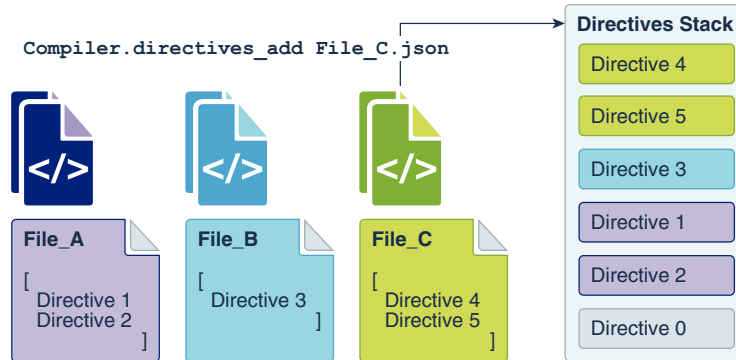 Compiler.directives_add File_C.json
</>
</>
</>
File_A
[
Directive 1
Directive 2
]
File_B
[
Directive 3
]
File_C
[
Directive 4
Directive 5
]
Directives Stack
Directive 4
Directive 5
Directive 3
Directive 1
Directive 2
Directive 0